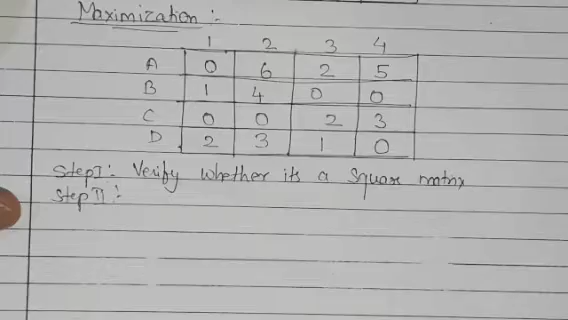 Maximization :-
1 2 3 4
A 0 6 2 5
B 1 4 0 0
C 0 0 2 3
D 2 3 1 0
Step I : Verify whether its a square matrix
Step II :